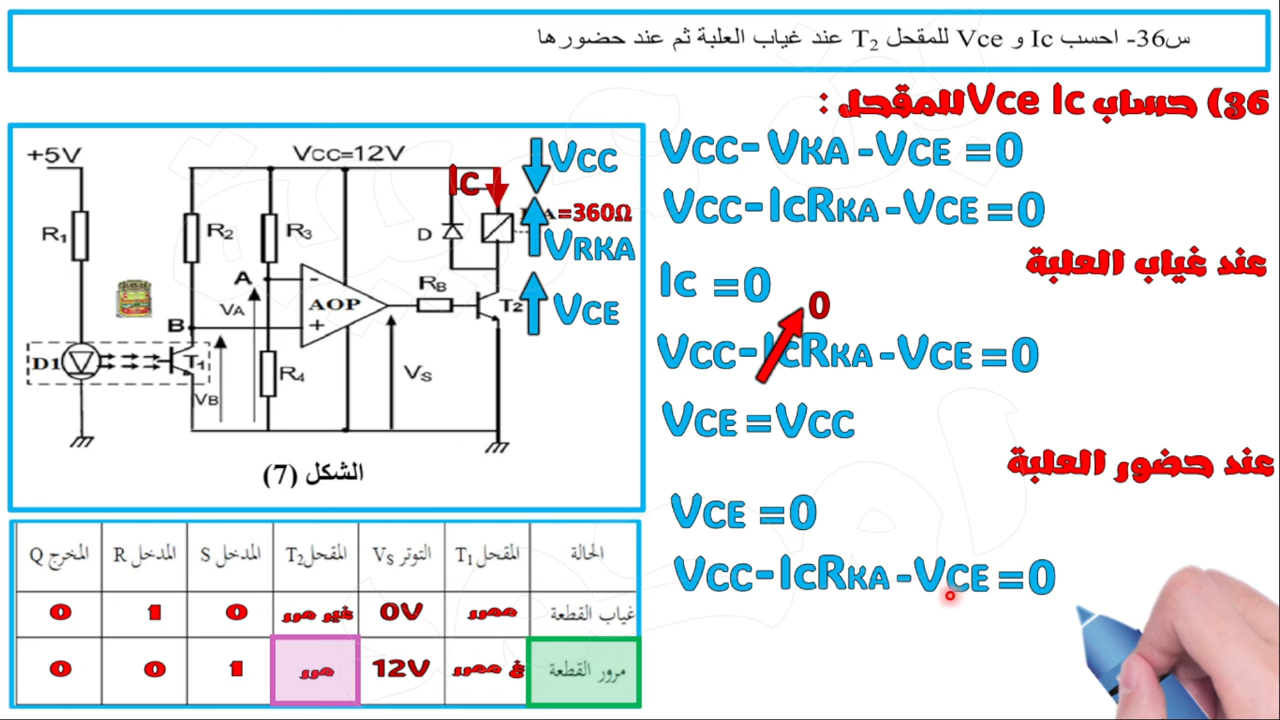 س36- احسب Ic و Vce للمقحل T2 عند غياب العلبة ثم عند حضورها
36) حساب Vce Ic للمقحل :
VCC- VKA -VCE =0
VCC-IcRKA -VCE =0
عند غياب العلبة
Ic =0
0
VCC-IcRKA -VCE =0
VCE =VCC
عند حضور العلبة
VCE =0
VCC-IcRKA -VCE =0
+5V
VCC=12V
VCC
Ic
R1
R2
R3
D
A=360Ω
VRKA
A
-
AOP
+
RB
T2
VCE
VA
B
D1
T1
R4
VS
VB
الشكل (7)
الحالة المقحل T1 التوتر VS المقحل T2 المدخل S المدخل R المخرج Q
غياب القطعة ممرر 0V غير ممرر 0 1 0
مرور القطعة غ ممرر 12V ممرر 1 0 0